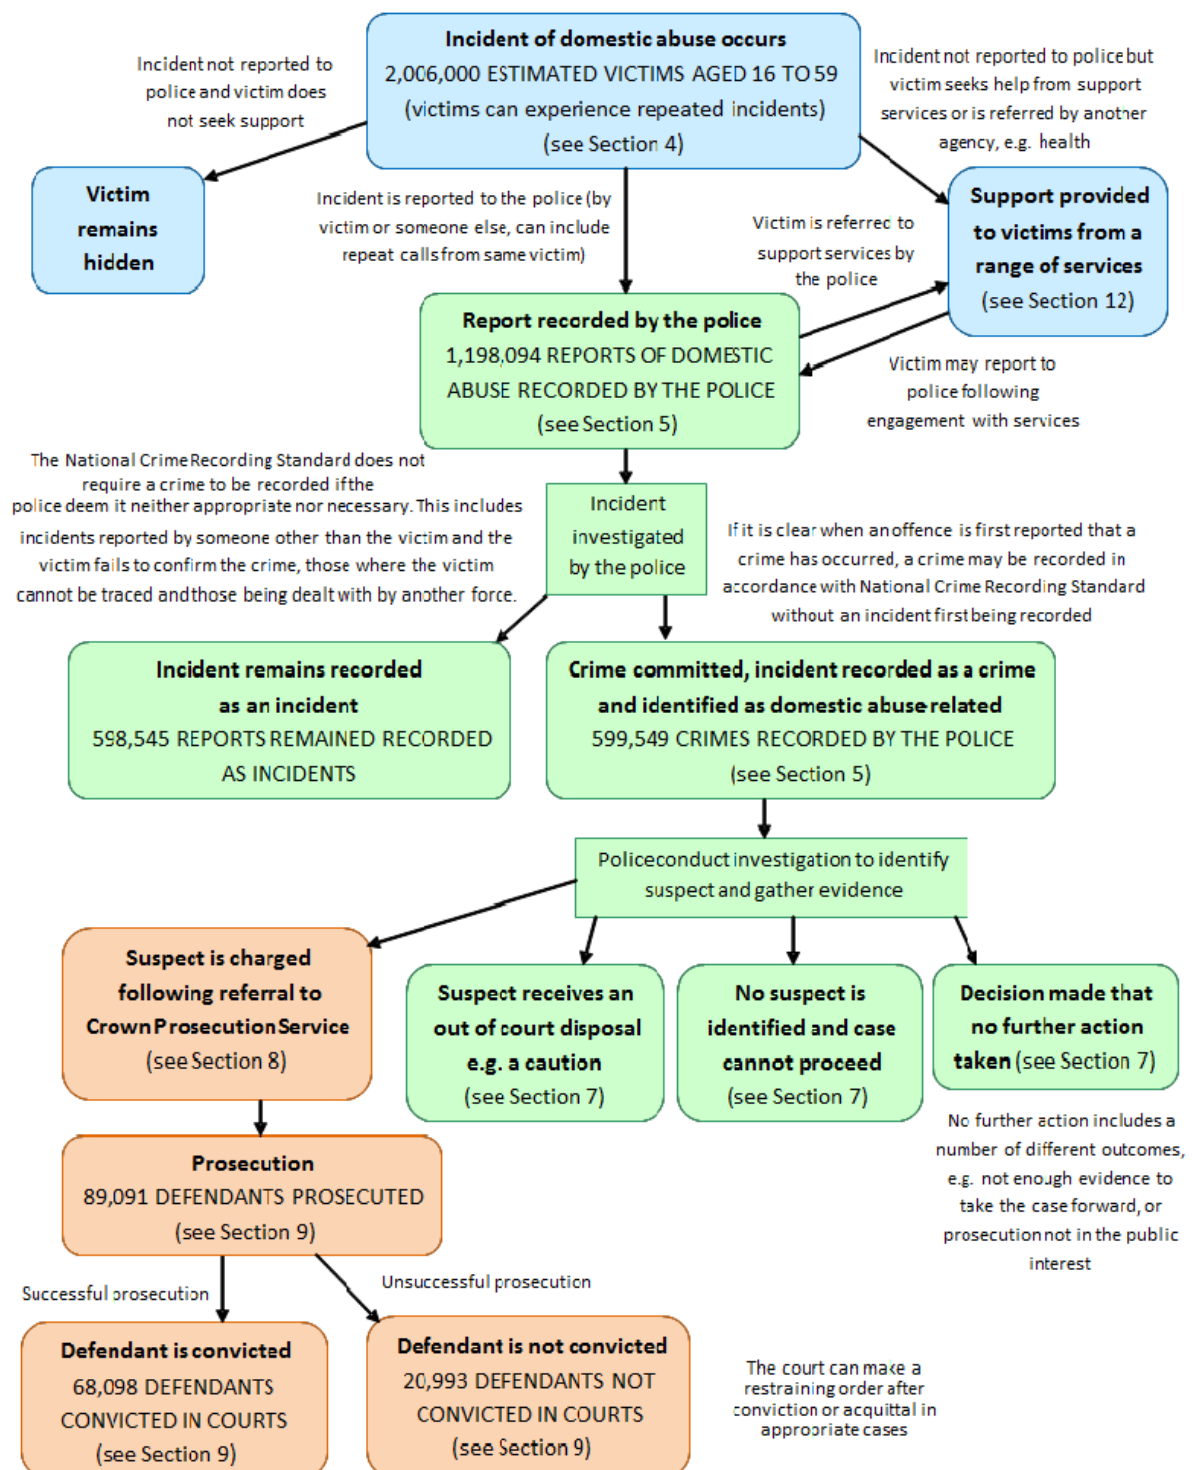 Incident of domestic abuse occurs
2,006,000 ESTIMATED VICTIMS AGED 16 TO 59
(victims can experience repeated incidents)
(see Section 4)
Incident not reported to
police and victim does
not seek support
Incident not reported to police but
victim seeks help from support
services or is referred by another
agency, e.g. health
Victim
remains
hidden
Incident is reported to the police (by
victim or someone else, can include
repeat calls from same victim)
Victim is referred to
support services by
the police
Support provided
to victims from a
range of services
(see Section 12)
Report recorded by the police
1,198,094 REPORTS OF DOMESTIC
ABUSE RECORDED BY THE POLICE
(see Section 5)
Victim may report to
police following
engagement with services
The National Crime Recording Standard does not
require a crime to be recorded if the
police deem it neither appropriate nor necessary. This includes
incidents reported by someone other than the victim and the
victim fails to confirm the crime, those where the victim
cannot be traced and those being dealt with by another force.
Incident
investigated
by the police
If it is clear when an offence is first reported that a
crime has occurred, a crime may be recorded in
accordance with National Crime Recording Standard
without an incident first being recorded
Incident remains recorded
as an incident
598,545 REPORTS REMAINED RECORDED
AS INCIDENTS
Crime committed, incident recorded as a crime
and identified as domestic abuse related
599,549 CRIMES RECORDED BY THE POLICE
(see Section 5)
Police conduct investigation to identify
suspect and gather evidence
Suspect is charged
following referral to
Crown Prosecution Service
(see Section 8)
Suspect receives an
out of court disposal
e.g. a caution
(see Section 7)
No suspect is
identified and case
cannot proceed
(see Section 7)
Decision made that
no further action
taken (see Section 7)
No further action includes a
number of different outcomes,
e.g. not enough evidence to
take the case forward, or
prosecution not in the public
interest
Prosecution
89,091 DEFENDANTS PROSECUTED
(see Section 9)
Successful prosecution
Unsuccessful prosecution
Defendant is convicted
68,098 DEFENDANTS
CONVICTED IN COURTS
(see Section 9)
Defendant is not convicted
20,993 DEFENDANTS NOT
CONVICTED IN COURTS
(see Section 9)
The court can make a
restraining order after
conviction or acquittal in
appropriate cases